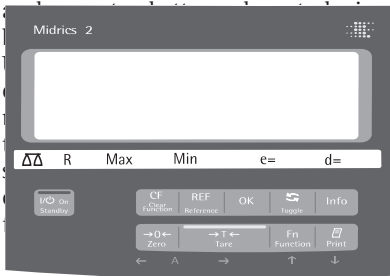 Midrics 2
R Max Min e= d=
I/⏻ On CF REF OK Info
Standby Clear Function Reference Toggle
→0← →T← Fn
Zero Tare Function Print
← A → ↑ ↓